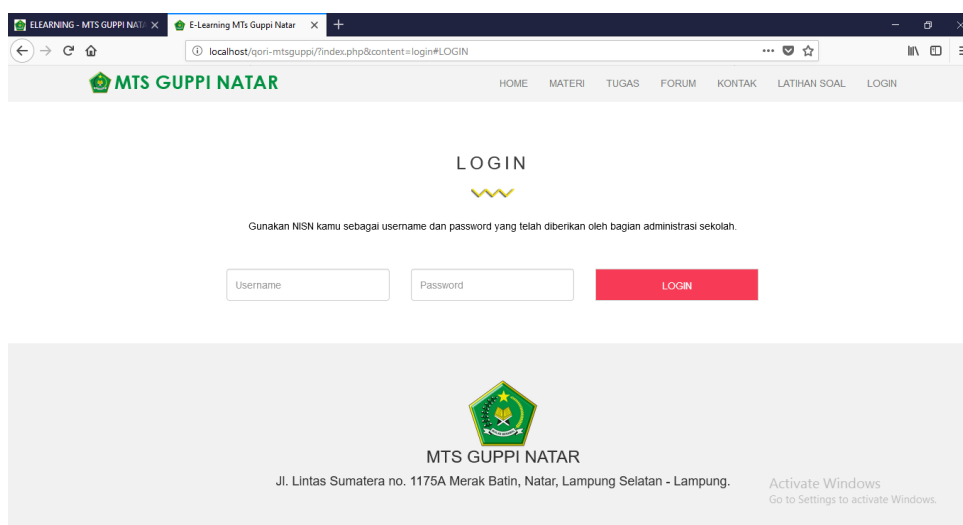 ELEARNING - MTS GUPPI NATA
E-Learning MTs Guppi Natar
localhost/qori-mtsguppi/?index.php&content=login#LOGIN
MTS GUPPI NATAR
HOME MATERI TUGAS FORUM KONTAK LATIHAN SOAL LOGIN
LOGIN
Gunakan NISN kamu sebagai username dan password yang telah diberikan oleh bagian administrasi sekolah.
Username Password LOGIN
MTS GUPPI NATAR
Jl. Lintas Sumatera no. 1175A Merak Batin, Natar, Lampung Selatan - Lampung.
Activate Windows
Go to Settings to activate Windows.